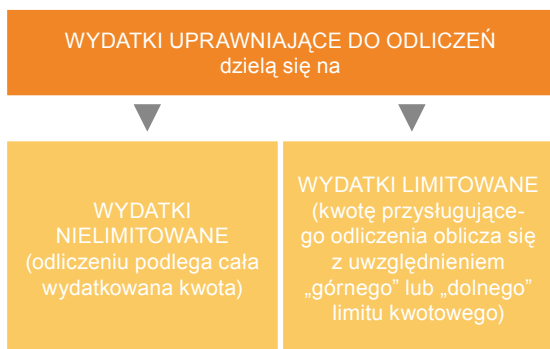 WYDATKI UPRAWNIAJĄCE DO ODLICZEŃ
dzielą się na
WYDATKI
NIELIMITOWANE
(odliczeniu podlega cała
wydatkowana kwota)
WYDATKI LIMITOWANE
(kwotę przysługujące-
go odliczenia oblicza się
z uwzględnieniem
„górnego” lub „dolnego”
limitu kwotowego)